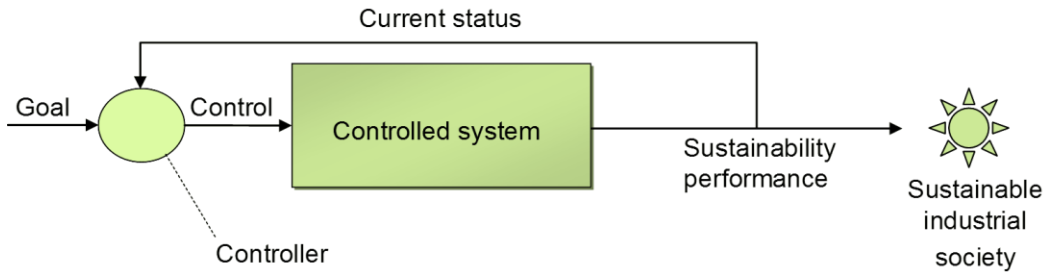 Current status
Goal
Control
Controlled system
Sustainability
performance
Sustainable
industrial
society
Controller